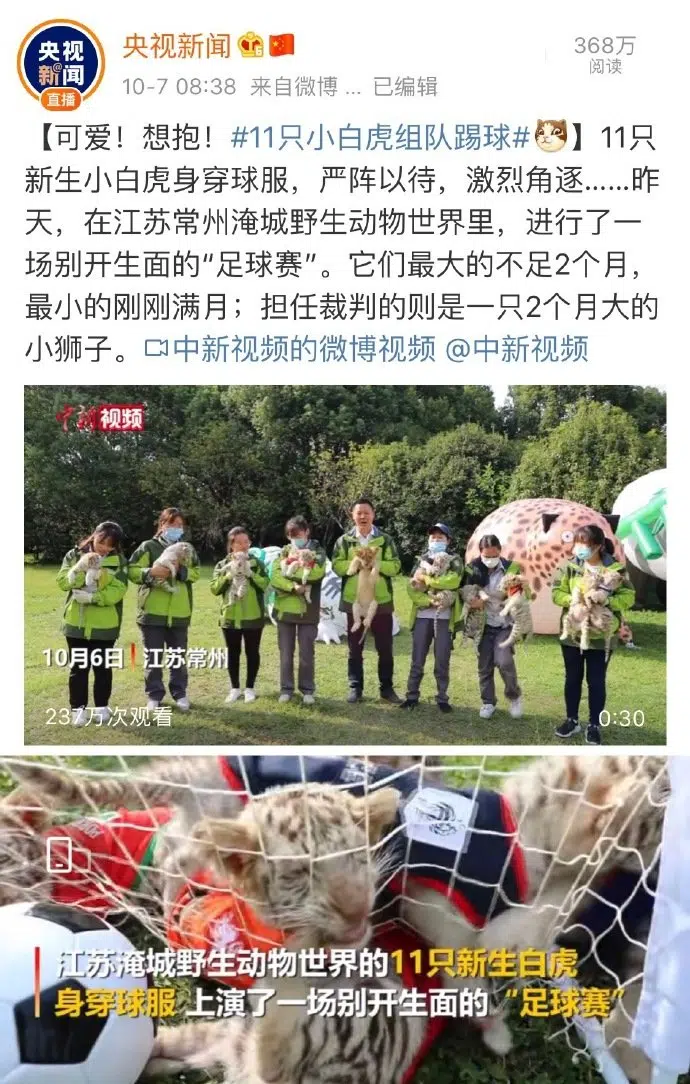 央视
新闻
直播
央视新闻
10-7 08:38 来自微博 ... 已编辑
368万
阅读
【可爱！想抱！#11只小白虎组队踢球#】11只
新生小白虎身穿球服，严阵以待，激烈角逐……昨
天，在江苏常州淹城野生动物世界里，进行了一
场别开生面的“足球赛”。它们最大的不足2个月，
最小的刚刚满月；担任裁判的则是一只2个月大的
小狮子。中新视频的微博视频 @中新视频
中新视频
10月6日 江苏常州
237万次观看
0:30
江苏淹城野生动物世界的11只新生白虎
身穿球服 上演了一场别开生面的“足球赛”